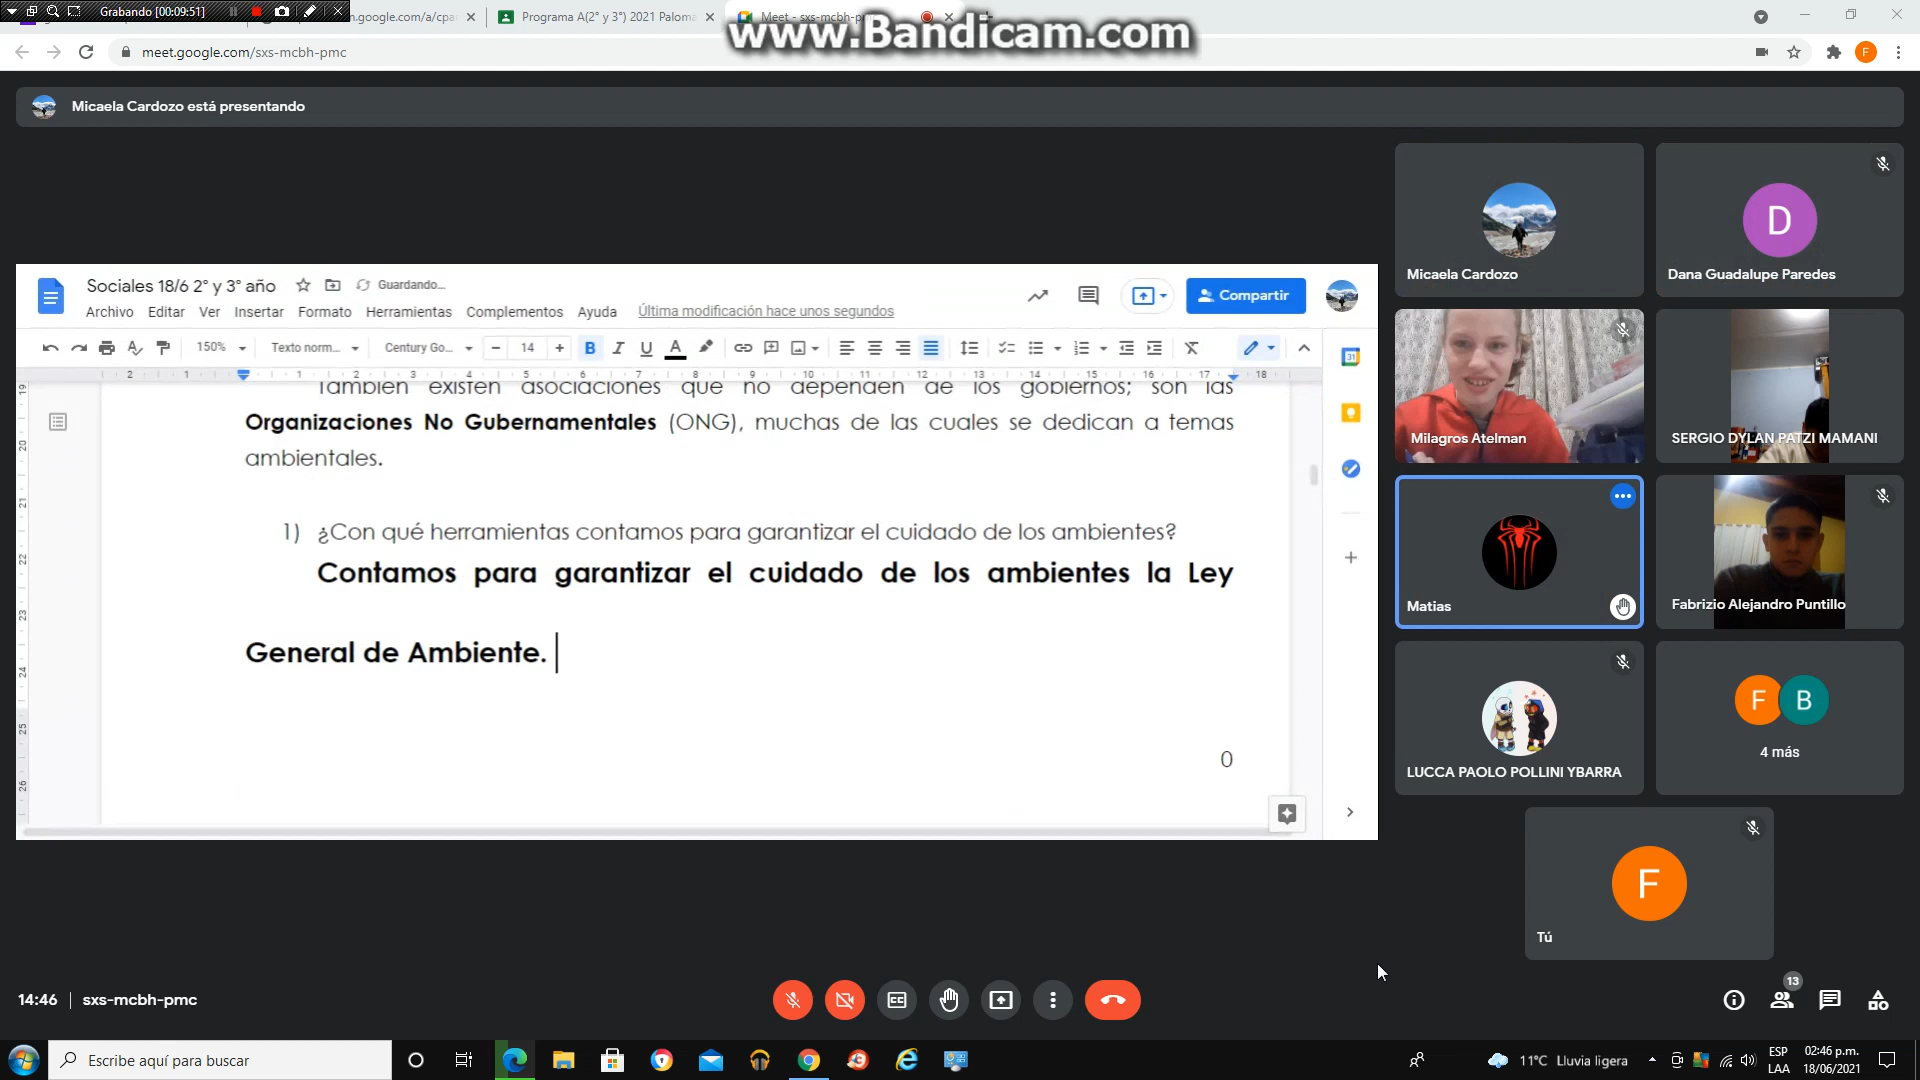 Grabando [00:09:51]
www.Bandicam.com
Programa A(2° y 3°) 2021 Paloma
Meet - sxs-mcbh-p
meet.google.com/sxs-mcbh-pmc
Micaela Cardozo está presentando
Sociales 18/6 2° y 3° año
Guardando...
Archivo Editar Ver Insertar Formato Herramientas Complementos Ayuda
Última modificación hace unos segundos
Compartir
150% Texto norm... Century Go... 14
También existen asociaciones que no dependen de los gobiernos; son las
Organizaciones No Gubernamentales (ONG), muchas de las cuales se dedican a temas
ambientales.
1) ¿Con qué herramientas contamos para garantizar el cuidado de los ambientes?
Contamos para garantizar el cuidado de los ambientes la Ley
General de Ambiente.
0
Micaela Cardozo
D
Dana Guadalupe Paredes
Milagros Atelman
SERGIO DYLAN PATZI MAMANI
Matias
Fabrizio Alejandro Puntillo
LUCCA PAOLO POLLINI YBARRA
F B
4 más
F
Tú
14:46 | sxs-mcbh-pmc
13
Escribe aquí para buscar
11°C Lluvia ligera
ESP
LAA
02:46 p.m.
18/06/2021